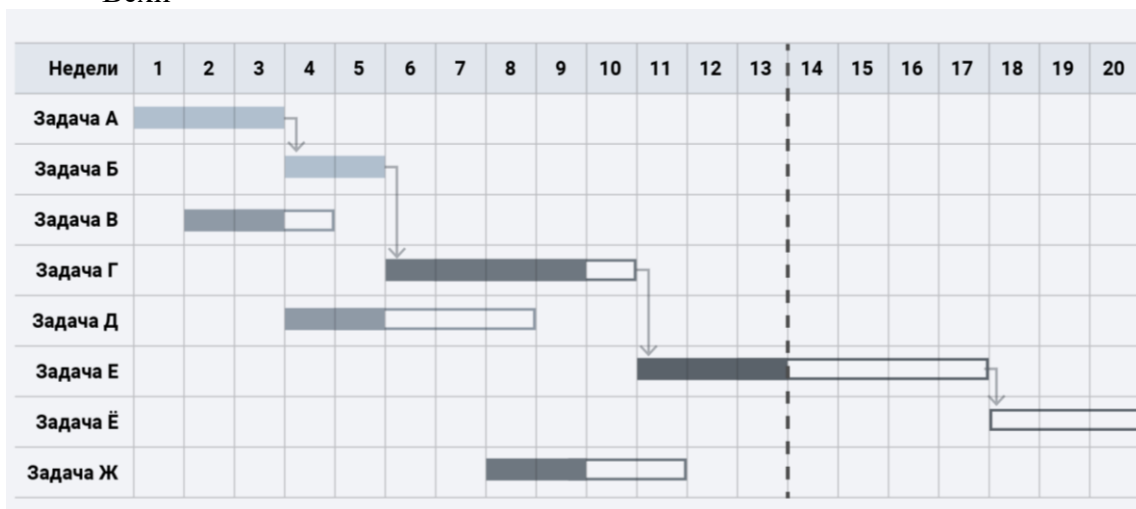 Недели 1 2 3 4 5 6 7 8 9 10 11 12 13 14 15 16 17 18 19 20
Задача А
Задача Б
Задача В
Задача Г
Задача Д
Задача Е
Задача Ё
Задача Ж